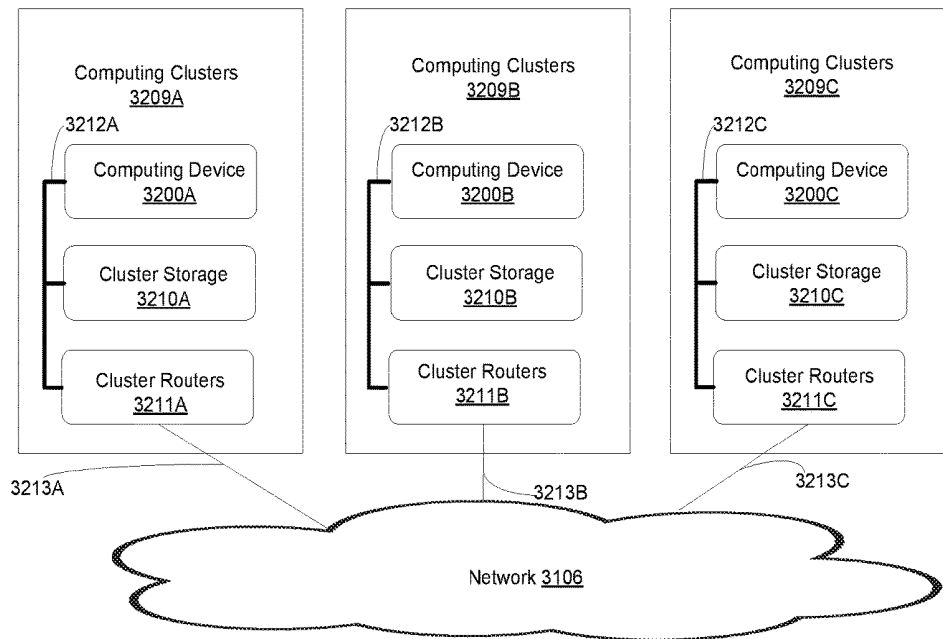 Computing Clusters
3209A
3212A
Computing Device
3200A
Cluster Storage
3210A
Cluster Routers
3211A
3213A
Computing Clusters
3209B
3212B
Computing Device
3200B
Cluster Storage
3210B
Cluster Routers
3211B
3213B
Computing Clusters
3209C
3212C
Computing Device
3200C
Cluster Storage
3210C
Cluster Routers
3211C
3213C
Network 3106